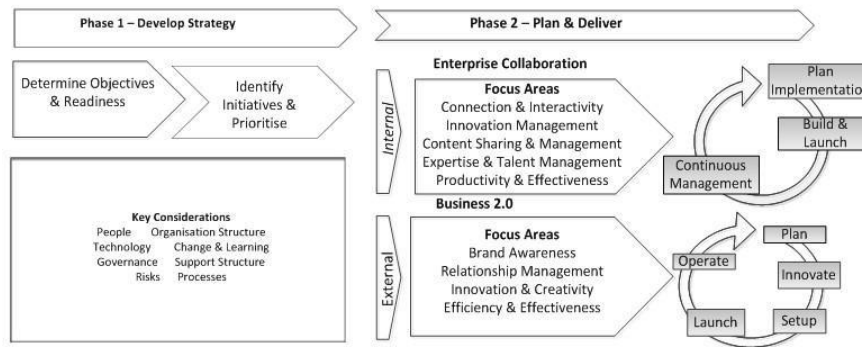 Phase 1 – Develop Strategy
Phase 2 – Plan & Deliver
Determine Objectives
& Readiness
Identify
Initiatives &
Prioritise
Key Considerations
People Organisation Structure
Technology Change & Learning
Governance Support Structure
Risks Processes
Enterprise Collaboration
Internal
Focus Areas
Connection & Interactivity
Innovation Management
Content Sharing & Management
Expertise & Talent Management
Productivity & Effectiveness
Plan
Implementation
Build &
Launch
Continuous
Management
Business 2.0
External
Focus Areas
Brand Awareness
Relationship Management
Innovation & Creativity
Efficiency & Effectiveness
Plan
Innovate
Setup
Launch
Operate